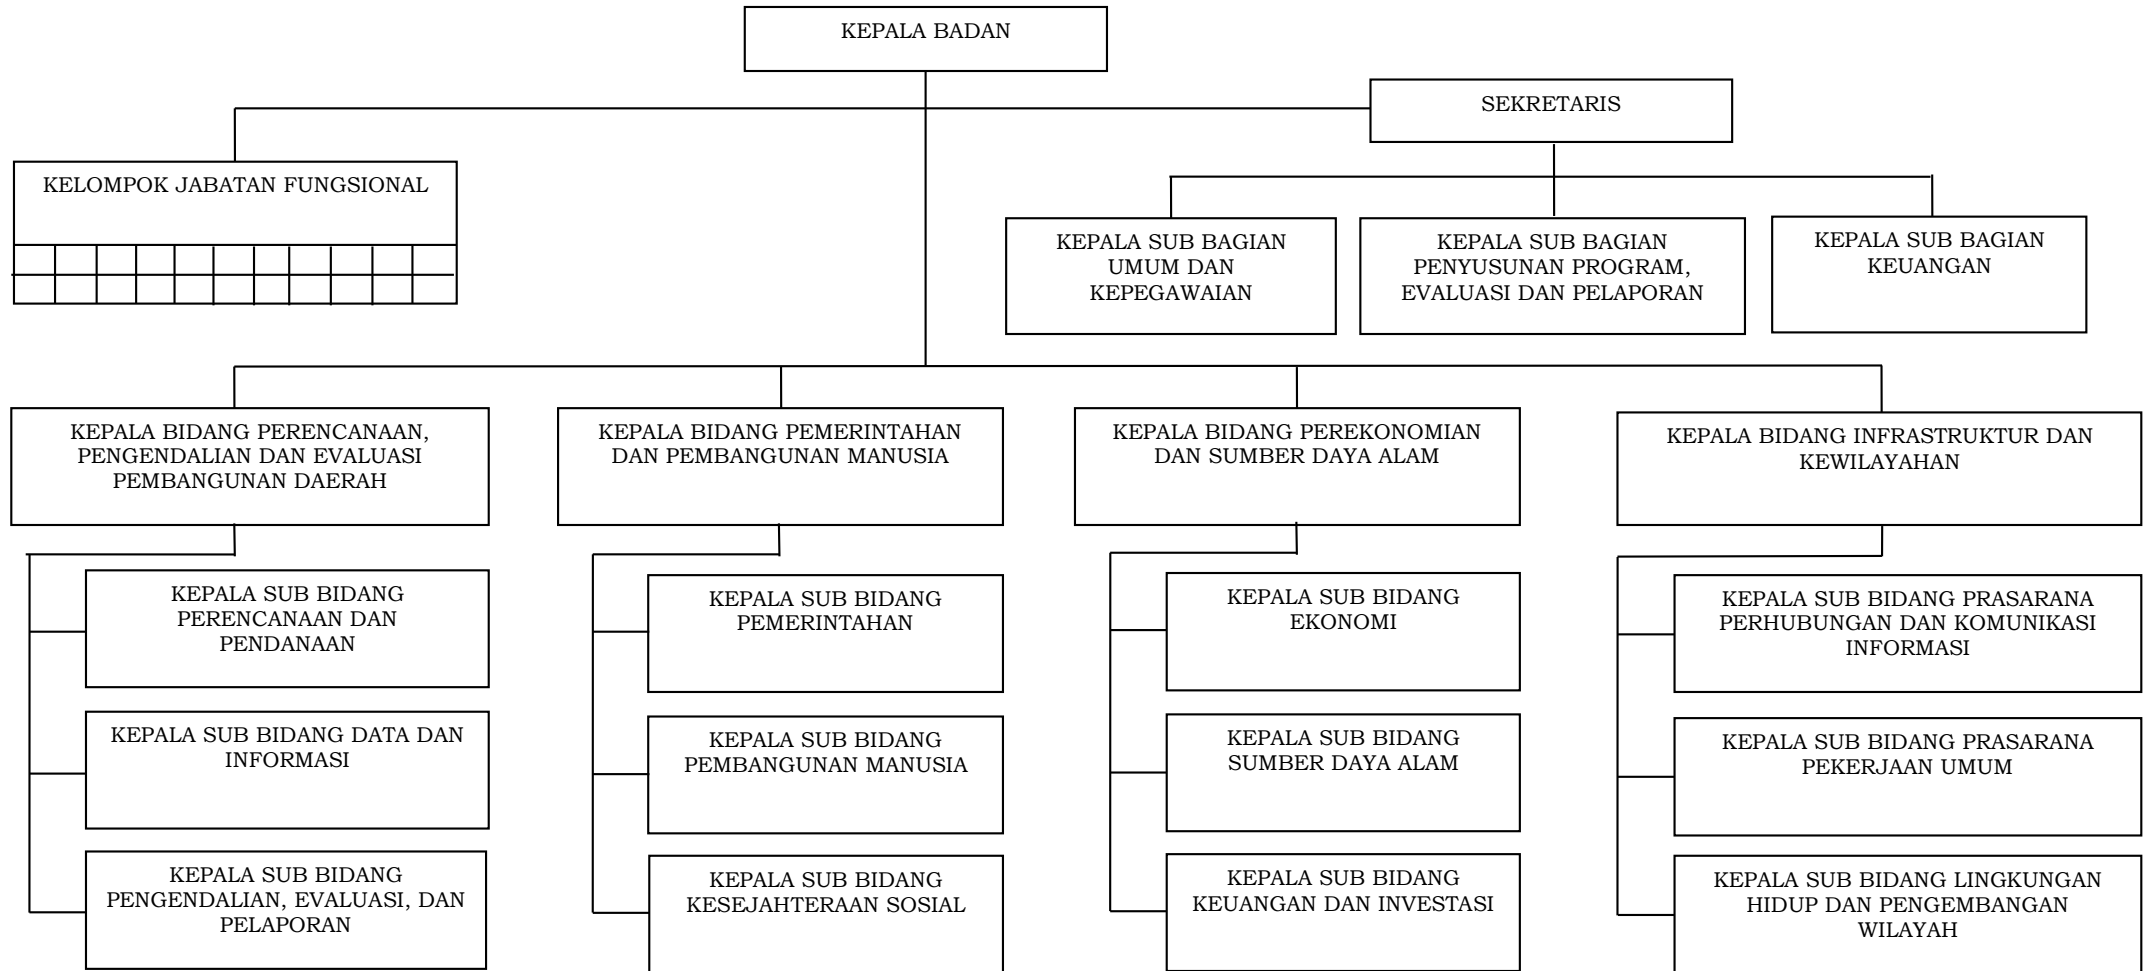 KEPALA BADAN
SEKRETARIS
KELOMPOK JABATAN FUNGSIONAL
KEPALA SUB BAGIAN
UMUM DAN
KEPEGAWAIAN
KEPALA SUB BAGIAN
PENYUSUNAN PROGRAM,
EVALUASI DAN PELAPORAN
KEPALA SUB BAGIAN
KEUANGAN
KEPALA BIDANG PERENCANAAN,
PENGENDALIAN DAN EVALUASI
PEMBANGUNAN DAERAH
KEPALA BIDANG PEMERINTAHAN
DAN PEMBANGUNAN MANUSIA
KEPALA BIDANG PEREKONOMIAN
DAN SUMBER DAYA ALAM
KEPALA BIDANG INFRASTRUKTUR DAN
KEWILAYAHAN
KEPALA SUB BIDANG
PERENCANAAN DAN
PENDANAAN
KEPALA SUB BIDANG
PEMERINTAHAN
KEPALA SUB BIDANG
EKONOMI
KEPALA SUB BIDANG PRASARANA
PERHUBUNGAN DAN KOMUNIKASI
INFORMASI
KEPALA SUB BIDANG DATA DAN
INFORMASI
KEPALA SUB BIDANG
PEMBANGUNAN MANUSIA
KEPALA SUB BIDANG
SUMBER DAYA ALAM
KEPALA SUB BIDANG PRASARANA
PEKERJAAN UMUM
KEPALA SUB BIDANG
PENGENDALIAN, EVALUASI, DAN
PELAPORAN
KEPALA SUB BIDANG
KESEJAHTERAAN SOSIAL
KEPALA SUB BIDANG
KEUANGAN DAN INVESTASI
KEPALA SUB BIDANG LINGKUNGAN
HIDUP DAN PENGEMBANGAN
WILAYAH